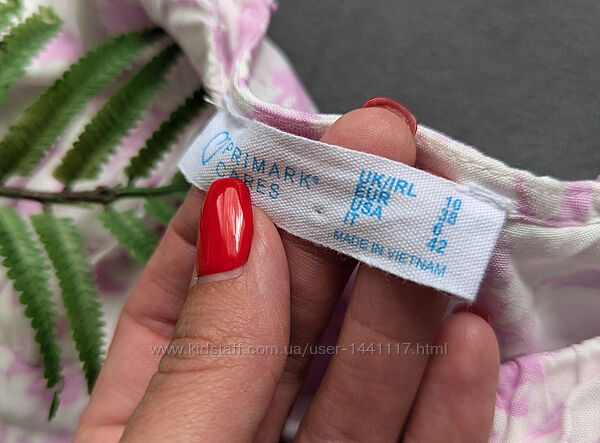 PRIMARK®
CARES
UK/IRL 10
EUR 38
USA 6
IT 42
MADE IN VIETNAM
www.kidstaff.com.ua/user-1441117.html